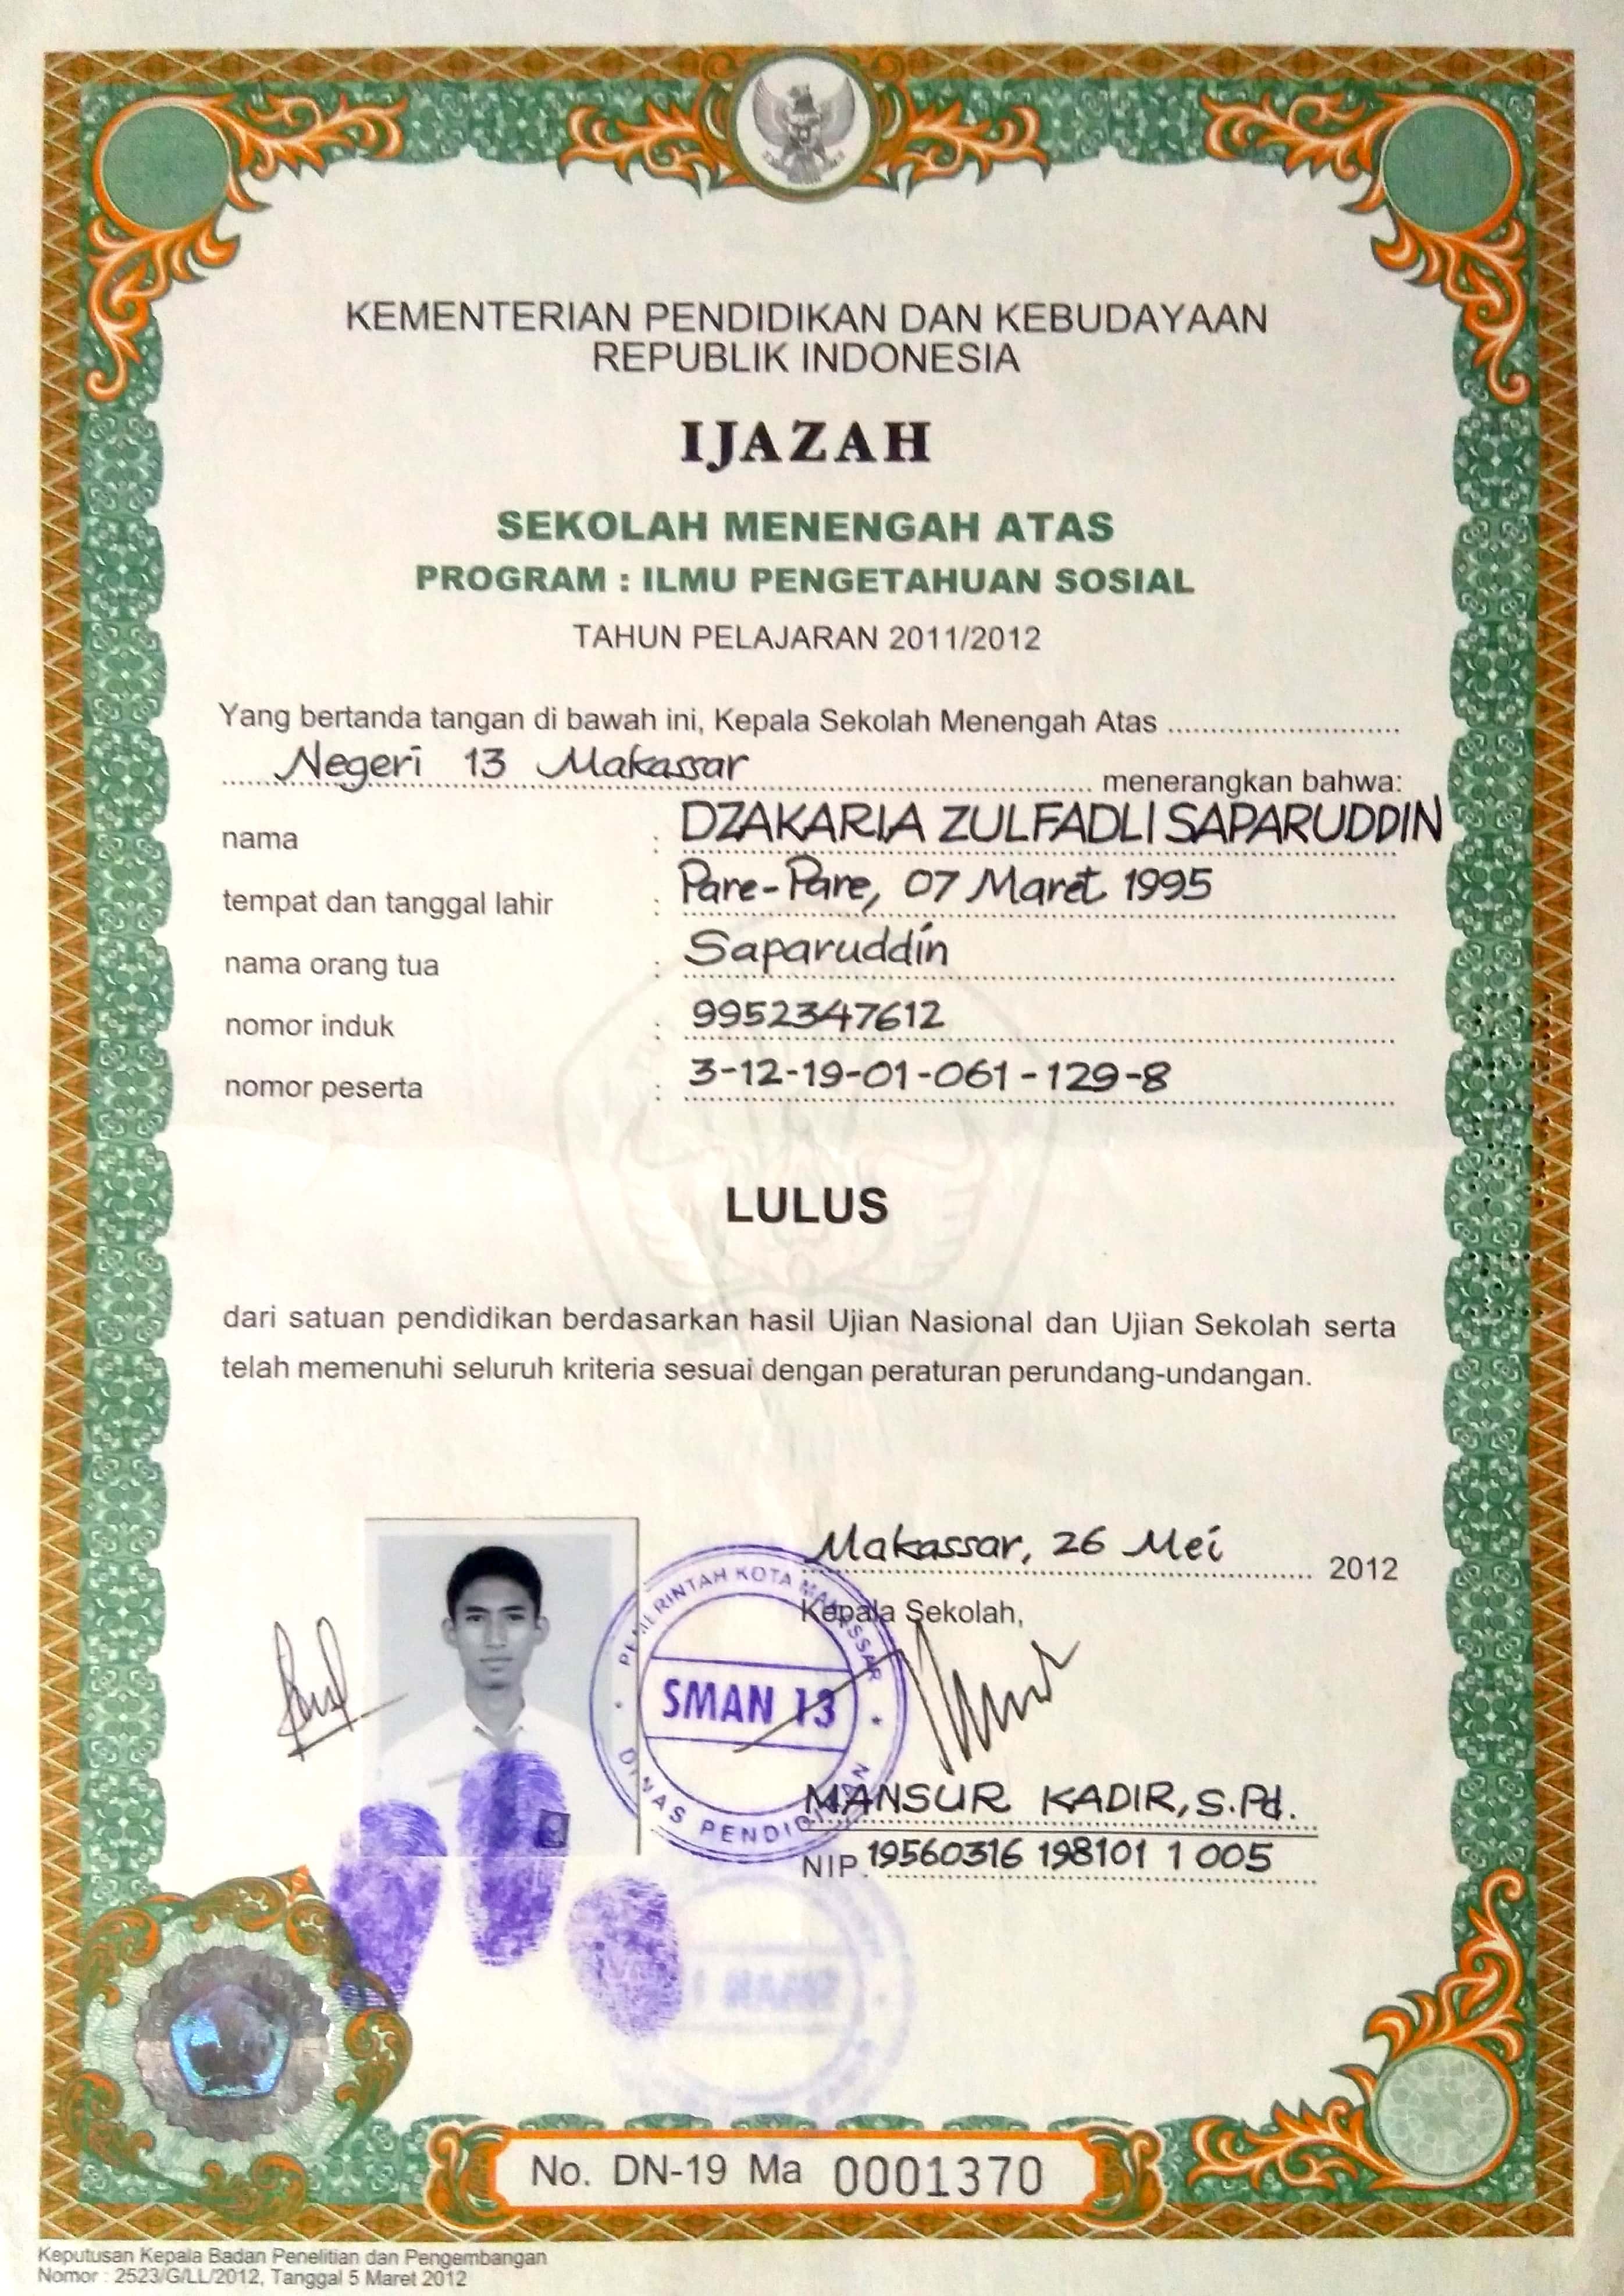 KEMENTERIAN PENDIDIKAN DAN KEBUDAYAAN
REPUBLIK INDONESIA
IJAZAH
SEKOLAH MENENGAH ATAS
PROGRAM : ILMU PENGETAHUAN SOSIAL
TAHUN PELAJARAN 2011/2012
Yang bertanda tangan di bawah ini, Kepala Sekolah Menengah Atas
Negeri 13 Makassar menerangkan bahwa:
nama : DZAKARIA ZULFADLI SAPARUDDIN
tempat dan tanggal lahir : Pare-Pare, 07 Maret 1995
nama orang tua : Saparuddin
nomor induk : 9952347612
nomor peserta : 3-12-19-01-061-129-8
LULUS
dari satuan pendidikan berdasarkan hasil Ujian Nasional dan Ujian Sekolah serta
telah memenuhi seluruh kriteria sesuai dengan peraturan perundang-undangan.
Makassar, 26 Mei 2012
Kepala Sekolah,
PEMERINTAH KOTA MAKASSAR
SMAN 13
DINAS PENDIDIKAN
MANSUR KADIR, S.Pd.
NIP. 19560316 198101 1 005
No. DN-19 Ma 0001370
Keputusan Kepala Badan Penelitian dan Pengembangan
Nomor : 2523/G/LL/2012, Tanggal 5 Maret 2012